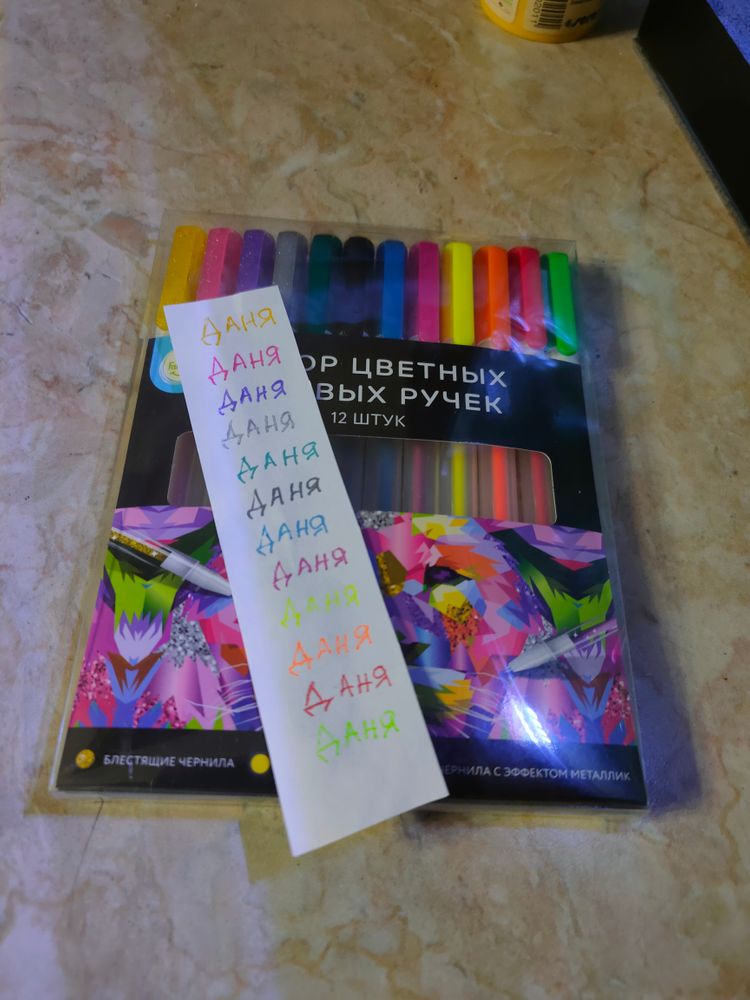 ОР ЦВЕТНЫХ
ВЫХ РУЧЕК
12 ШТУК
ДАНЯ
ДАНЯ
ДАНЯ
ДАНЯ
ДАНЯ
ДАНЯ
ДАНЯ
ДАНЯ
ДАНЯ
ДАНЯ
ДАНЯ
ДАНЯ
БЛЕСТЯЩИЕ ЧЕРНИЛА
ЧЕРНИЛА С ЭФФЕКТОМ МЕТАЛЛИК